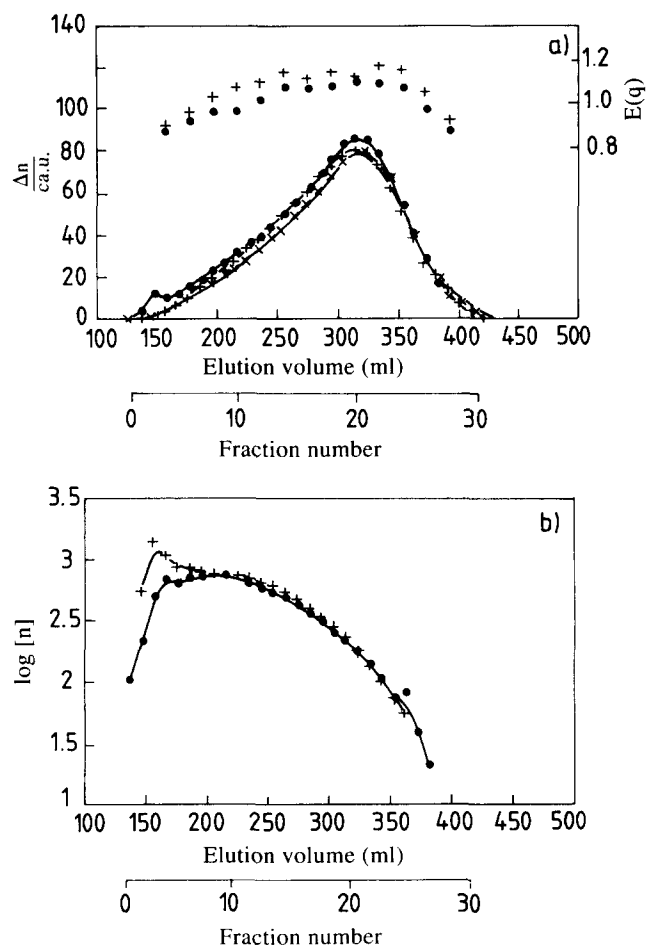 140
120
100
80
60
40
20
0
Δn
ca.u.
a)
1.2
1.0
0.8
E(q)
100 150 200 250 300 350 400 450 500
Elution volume (ml)
0 10 20 30
Fraction number
3.5
3
2.5
2
1.5
1
log [n]
b)
100 150 200 250 300 350 400 450 500
Elution volume (ml)
0 10 20 30
Fraction number